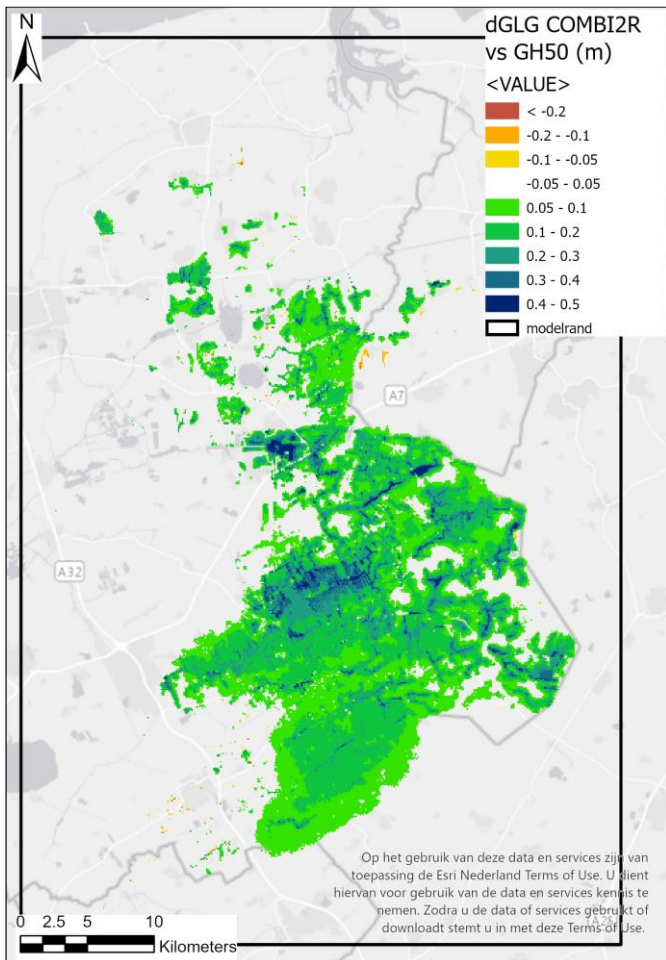 N
dGLG COMBI2R
vs GH50 (m)
<VALUE>
< -0.2
-0.2 - -0.1
-0.1 - -0.05
-0.05 - 0.05
0.05 - 0.1
0.1 - 0.2
0.2 - 0.3
0.3 - 0.4
0.4 - 0.5
modelrand
A7
A32
Op het gebruik van deze data en services zijn van
toepassing de Esri Nederland Terms of Use. U dient
hiervan voor gebruik van de data en services kennis te
nemen. Zodra u de data of services gebruikt of
downloadt stemt u in met deze Terms of Use.
0 2.5 5 10
Kilometers